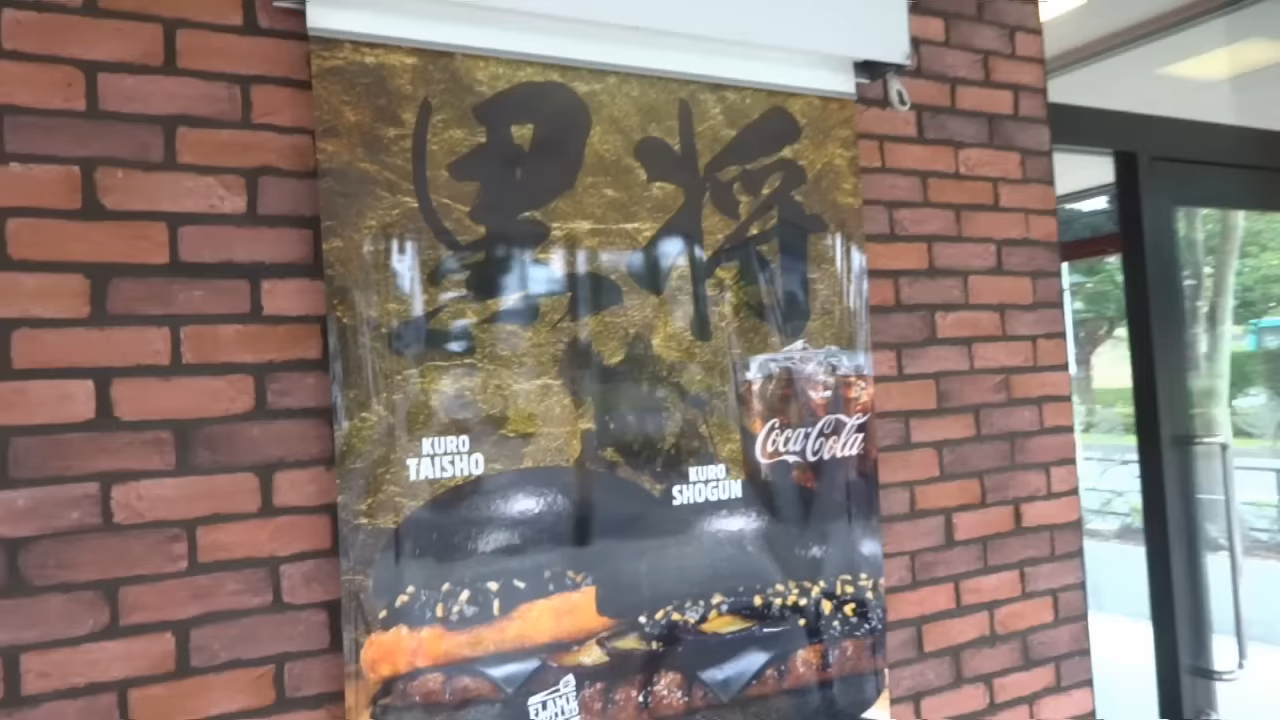 黒将
KURO
TAISHO
KURO
SHOGUN
Coca-Cola
FLAME